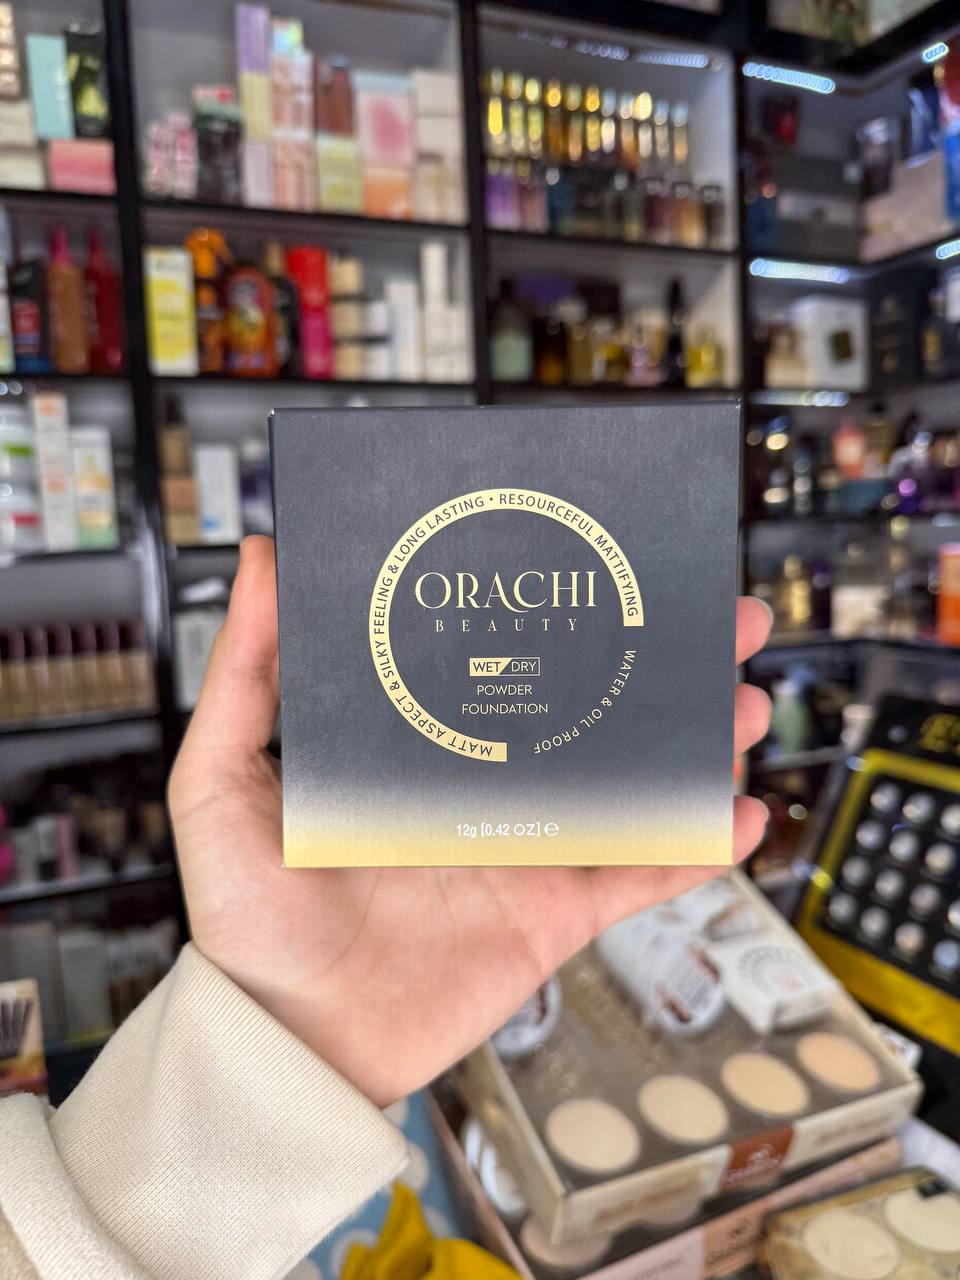 MATT ASPECT & SILKY FEELING & LONG LASTING • RESOURCEFUL MATTIFYING
WATER & OIL PROOF
ORACHI
BEAUTY
WET/DRY
POWDER
FOUNDATION
12g [0.42 OZ] ℮